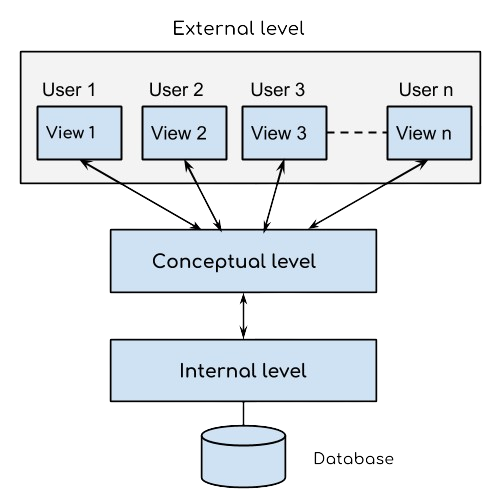 External level
User 1
User 2
User 3
User n
View 1
View 2
View 3
View n
Conceptual level
Internal level
Database